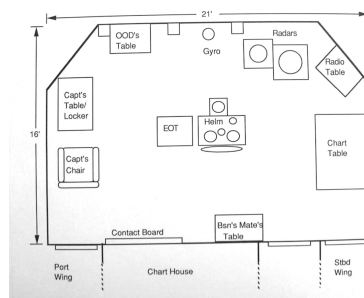 21'
OOD's
Table
Gyro
Radars
Radio
Table
16'
Capt's
Table/
Locker
EOT
Helm
Chart
Table
Capt's
Chair
Bsn's Mate's
Table
Contact Board
Port
Wing
Chart House
Stbd
Wing